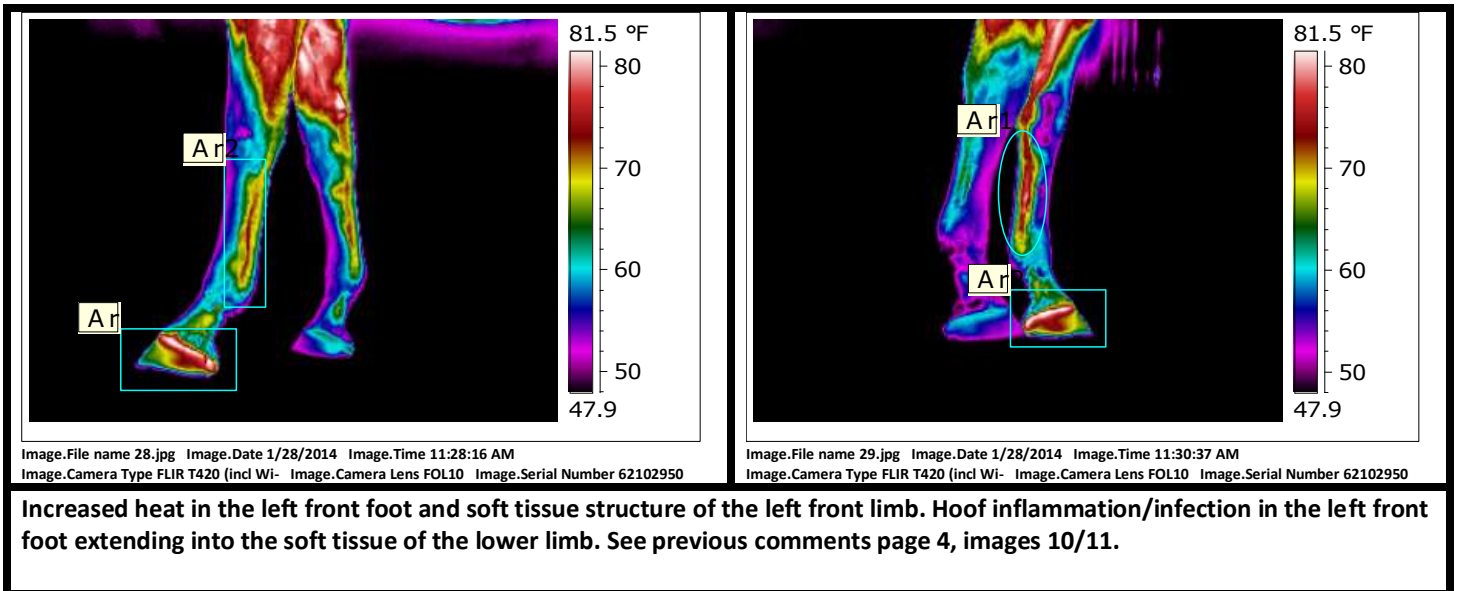 81.5 °F
80
70
60
50
47.9
Ar2
Ar
Image.File name 28.jpg Image.Date 1/28/2014 Image.Time 11:28:16 AM
Image.Camera Type FLIR T420 (incl Wi- Image.Camera Lens FOL10 Image.Serial Number 62102950
81.5 °F
80
70
60
50
47.9
Ar1
Ar
Image.File name 29.jpg Image.Date 1/28/2014 Image.Time 11:30:37 AM
Image.Camera Type FLIR T420 (incl Wi- Image.Camera Lens FOL10 Image.Serial Number 62102950
Increased heat in the left front foot and soft tissue structure of the left front limb. Hoof inflammation/infection in the left front
foot extending into the soft tissue of the lower limb. See previous comments page 4, images 10/11.